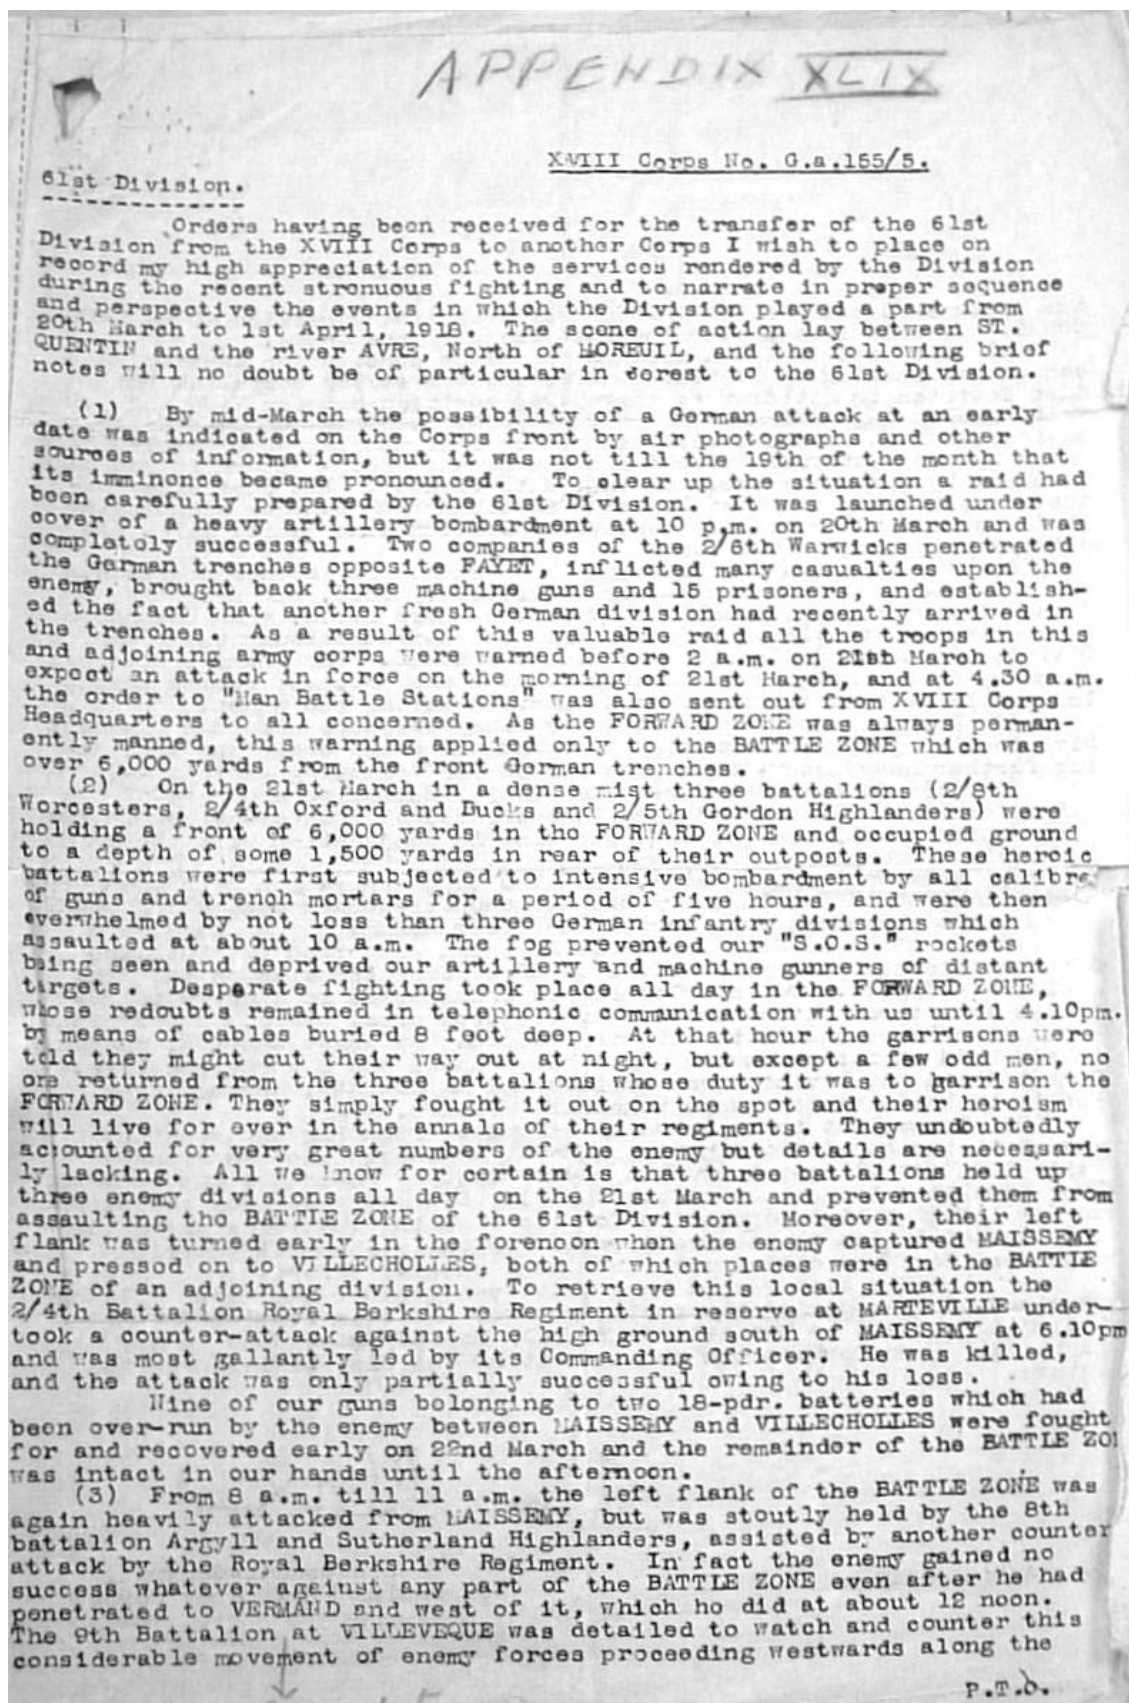 APPENDIX XLIX
XVIII Corps No. G.a.155/5.
61st Division.
Orders having been received for the transfer of the 61st
Division from the XVIII Corps to another Corps I wish to place on
record my high appreciation of the services rendered by the Division
during the recent strenuous fighting and to narrate in proper sequence
and perspective the events in which the Division played a part from
20th March to 1st April, 1918. The scene of action lay between ST.
QUENTIN and the river AVRE, North of MOREUIL, and the following brief
notes will no doubt be of particular in erest to the 61st Division.
(1) By mid-March the possibility of a German attack at an early
date was indicated on the Corps front by air photographs and other
sources of information, but it was not till the 19th of the month that
its imminence became pronounced. To clear up the situation a raid had
been carefully prepared by the 61st Division. It was launched under
cover of a heavy artillery bombardment at 10 p.m. on 20th March and was
completely successful. Two companies of the 2/6th Warwicks penetrated
the German trenches opposite FAYET, inflicted many casualties upon the
enemy, brought back three machine guns and 15 prisoners, and establish-
ed the fact that another fresh German division had recently arrived in
the trenches. As a result of this valuable raid all the troops in this
and adjoining army corps were warned before 2 a.m. on 21st March to
expect an attack in force on the morning of 21st March, and at 4.30 a.m.
the order to "Man Battle Stations" was also sent out from XVIII Corps
Headquarters to all concerned. As the FORWARD ZONE was always perman-
ently manned, this warning applied only to the BATTLE ZONE which was
over 6,000 yards from the front German trenches.
(2) On the 21st March in a dense mist three battalions (2/8th
Worcesters, 2/4th Oxford and Bucks and 2/5th Gordon Highlanders) were
holding a front of 6,000 yards in the FORWARD ZONE and occupied ground
to a depth of some 1,500 yards in rear of their outposts. These heroic
battalions were first subjected to intensive bombardment by all calibre
of guns and trench mortars for a period of five hours, and were then
overwhelmed by not less than three German infantry divisions which
assaulted at about 10 a.m. The fog prevented our "S.O.S." rockets
being seen and deprived our artillery and machine gunners of distant
targets. Desperate fighting took place all day in the FORWARD ZONE,
whose redoubts remained in telephonic communication with us until 4.10pm.
by means of cables buried 8 feet deep. At that hour the garrisons were
told they might cut their way out at night, but except a few odd men, no
one returned from the three battalions whose duty it was to garrison the
FORWARD ZONE. They simply fought it out on the spot and their heroism
will live for ever in the annals of their regiments. They undoubtedly
accounted for very great numbers of the enemy but details are necessari-
ly lacking. All we know for certain is that three battalions held up
three enemy divisions all day on the 21st March and prevented them from
assaulting the BATTLE ZONE of the 61st Division. Moreover, their left
flank was turned early in the forenoon when the enemy captured MAISSEMY
and pressed on to VILLECHOLLES, both of which places were in the BATTLE
ZONE of an adjoining division. To retrieve this local situation the
2/4th Battalion Royal Berkshire Regiment in reserve at MARTEVILLE under-
took a counter-attack against the high ground south of MAISSEMY at 6.10pm
and was most gallantly led by its Commanding Officer. He was killed,
and the attack was only partially successful owing to his loss.
Nine of our guns belonging to two 18-pdr. batteries which had
been over-run by the enemy between MAISSEMY and VILLECHOLLES were fought
for and recovered early on 22nd March and the remainder of the BATTLE ZO
was intact in our hands until the afternoon.
(3) From 8 a.m. till 11 a.m. the left flank of the BATTLE ZONE was
again heavily attacked from MAISSEMY, but was stoutly held by the 8th
battalion Argyll and Sutherland Highlanders, assisted by another counter
attack by the Royal Berkshire Regiment. In fact the enemy gained no
success whatever against any part of the BATTLE ZONE even after he had
penetrated to VERMAND and west of it, which he did at about 12 noon.
The 9th Battalion at VILLEVEQUE was detailed to watch and counter this
considerable movement of enemy forces proceeding westwards along the
P.T.O.